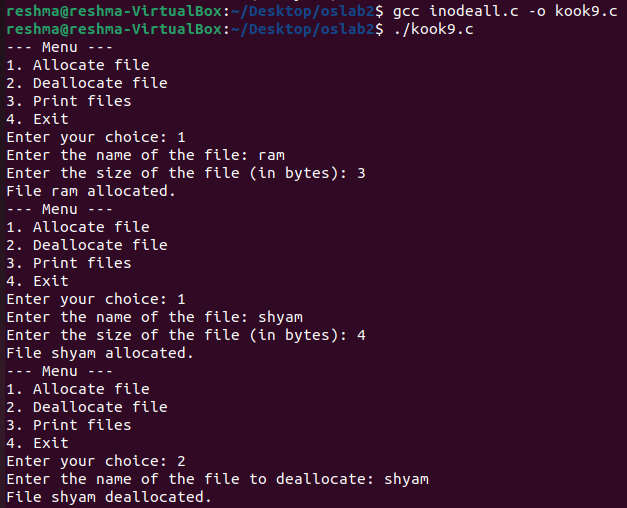 reshma@reshma-VirtualBox:~/Desktop/oslab2$ gcc inodeall.c -o kook9.c
reshma@reshma-VirtualBox:~/Desktop/oslab2$ ./kook9.c
--- Menu ---
1. Allocate file
2. Deallocate file
3. Print files
4. Exit
Enter your choice: 1
Enter the name of the file: ram
Enter the size of the file (in bytes): 3
File ram allocated.
--- Menu ---
1. Allocate file
2. Deallocate file
3. Print files
4. Exit
Enter your choice: 1
Enter the name of the file: shyam
Enter the size of the file (in bytes): 4
File shyam allocated.
--- Menu ---
1. Allocate file
2. Deallocate file
3. Print files
4. Exit
Enter your choice: 2
Enter the name of the file to deallocate: shyam
File shyam deallocated.